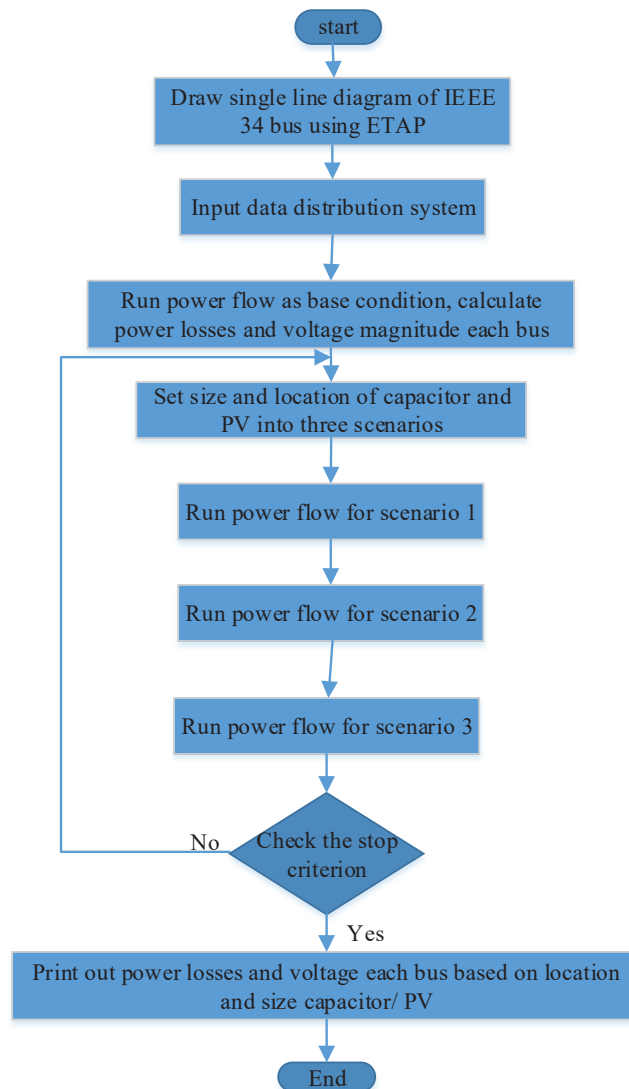 start
Draw single line diagram of IEEE
34 bus using ETAP
Input data distribution system
Run power flow as base condition, calculate
power losses and voltage magnitude each bus
Set size and location of capacitor and
PV into three scenarios
Run power flow for scenario 1
Run power flow for scenario 2
Run power flow for scenario 3
No
Check the stop
criterion
Yes
Print out power losses and voltage each bus based on location
and size capacitor/ PV
End